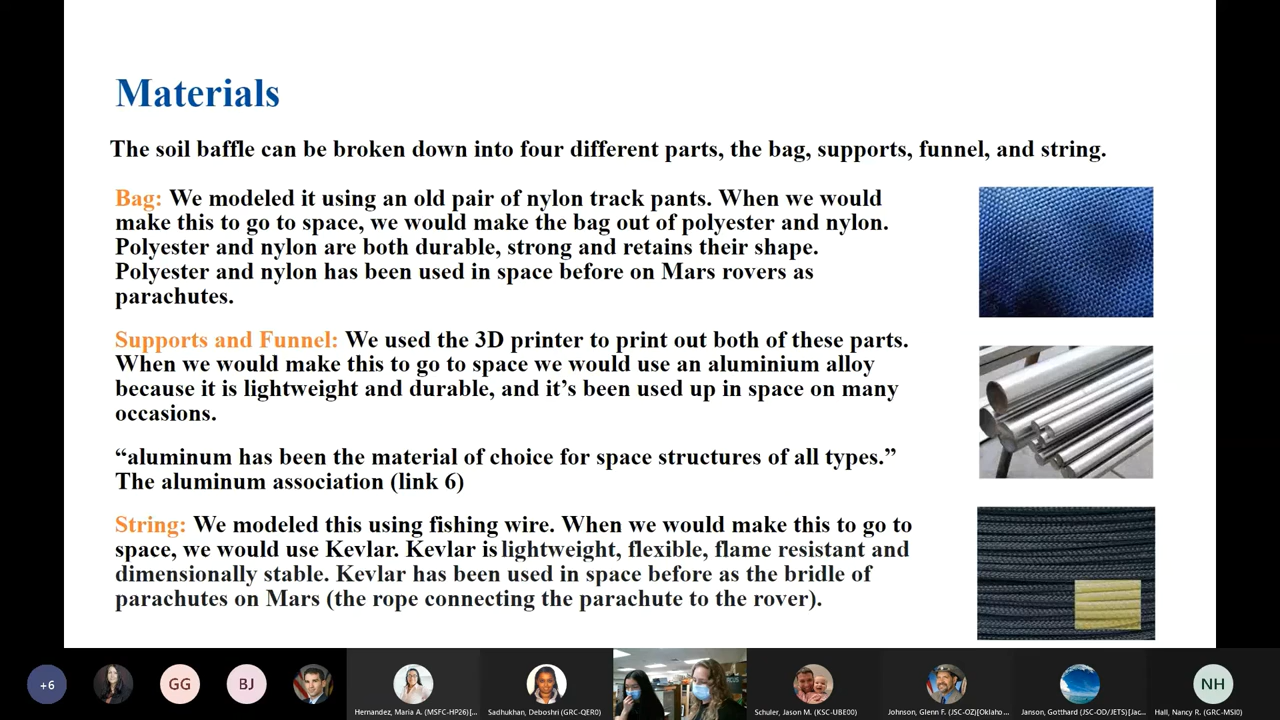 Materials
The soil baffle can be broken down into four different parts, the bag, supports, funnel, and string.
Bag: We modeled it using an old pair of nylon track pants. When we would
make this to go to space, we would make the bag out of polyester and nylon.
Polyester and nylon are both durable, strong and retains their shape.
Polyester and nylon has been used in space before on Mars rovers as
parachutes.
Supports and Funnel: We used the 3D printer to print out both of these parts.
When we would make this to go to space we would use an aluminium alloy
because it is lightweight and durable, and it’s been used up in space on many
occasions.
“aluminum has been the material of choice for space structures of all types.”
The aluminum association (link 6)
String: We modeled this using fishing wire. When we would make this to go to
space, we would use Kevlar. Kevlar is lightweight, flexible, flame resistant and
dimensionally stable. Kevlar has been used in space before as the bridle of
parachutes on Mars (the rope connecting the parachute to the rover).
+6
GG
BJ
NH
Hernandez, Maria A. (MSFC-HP26)[...
Sadhukhan, Deboshri (GRC-QER0)
Schuler, Jason M. (KSC-UBE00)
Johnson, Glenn F. (JSC-OZ)[Oklaho...
Janson, Gotthard (JSC-OD/JETS)[Jac...
Hall, Nancy R. (GRC-MSI0)